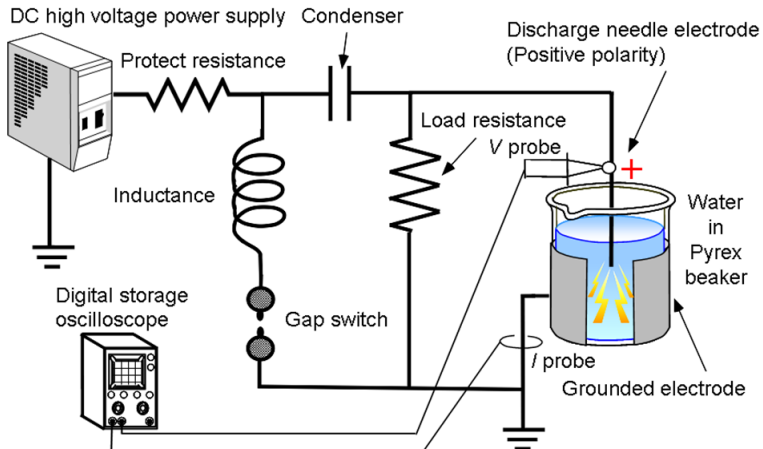 DC high voltage power supply
Condenser
Discharge needle electrode
(Positive polarity)
Protect resistance
Load resistance
V probe
+
Inductance
Water
in
Pyrex
beaker
Digital storage
oscilloscope
Gap switch
I probe
Grounded electrode